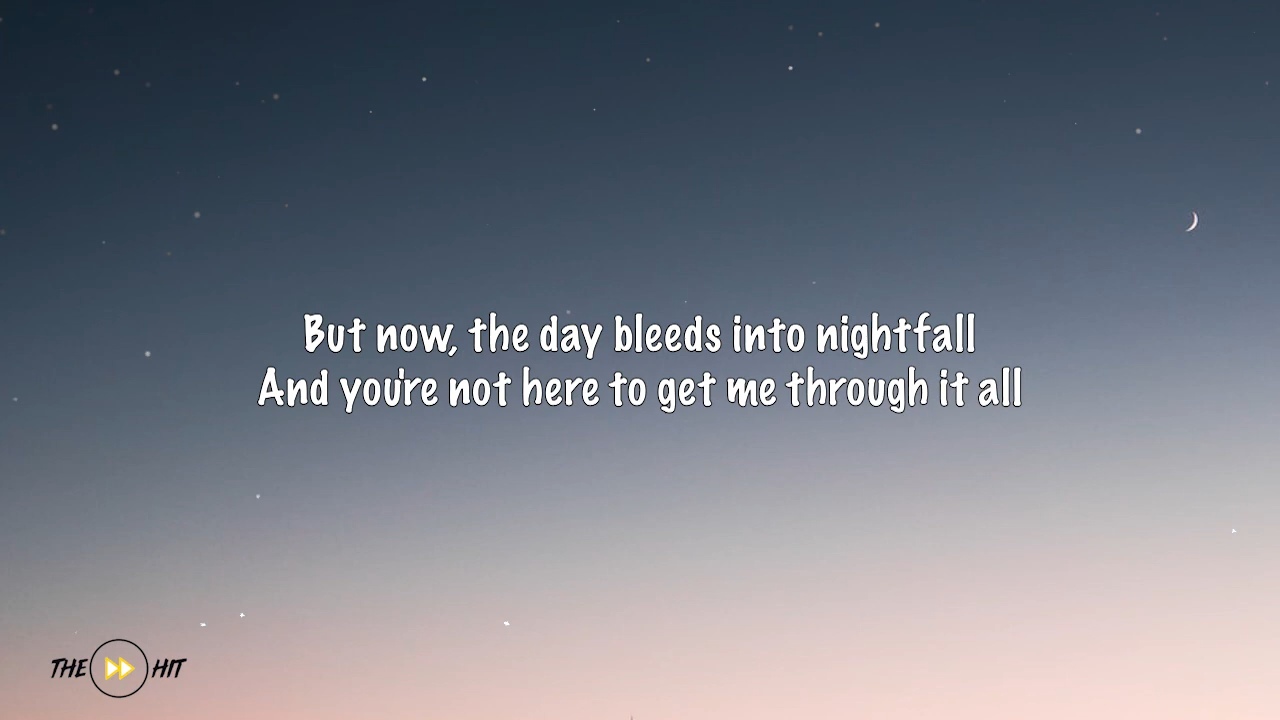 But now, the day bleeds into nightfall
And you're not here to get me through it all
THE HIT